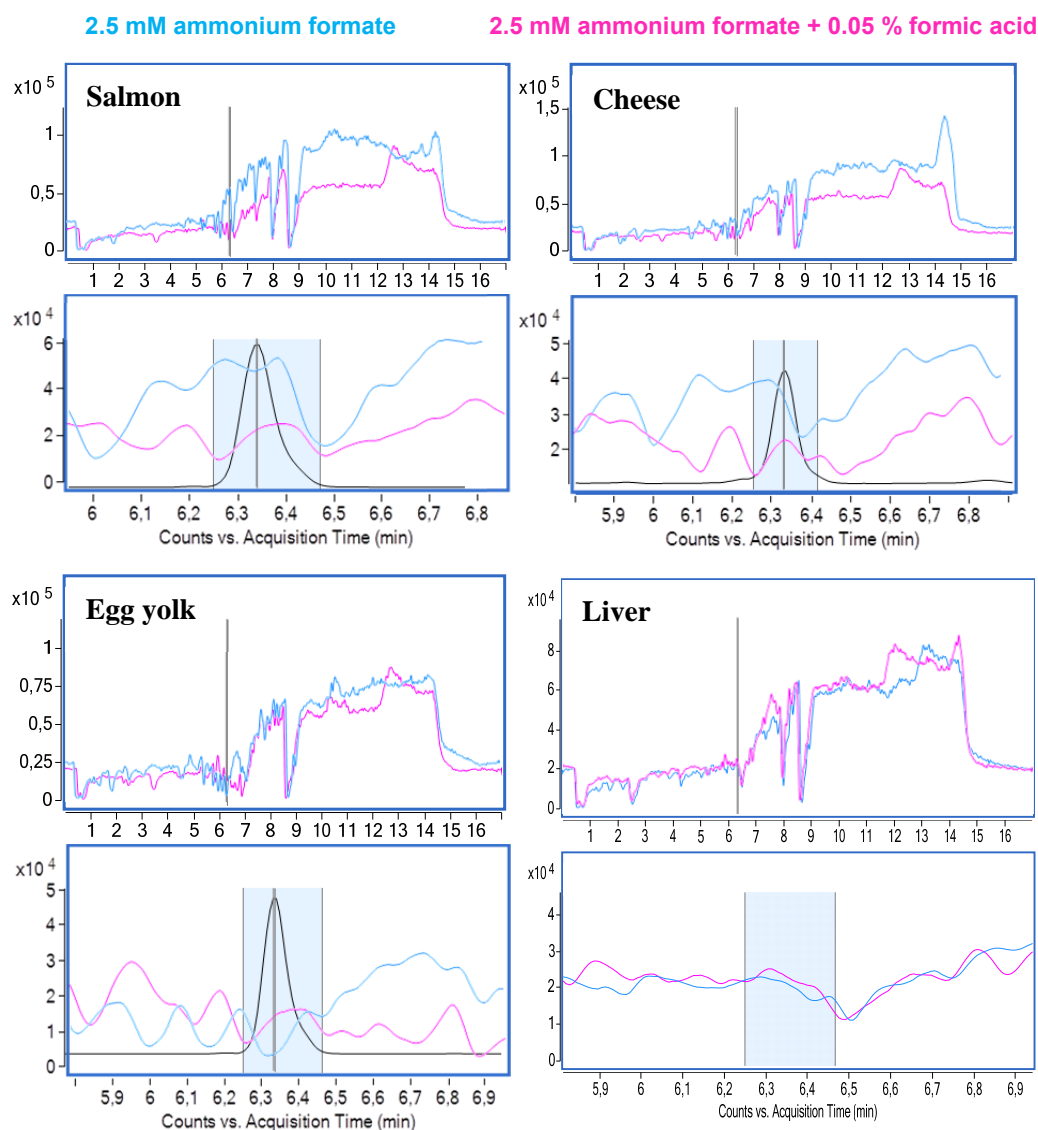 2.5 mM ammonium formate
2.5 mM ammonium formate + 0.05 % formic acid
x10 5
Salmon
1
0,5
0
1 2 3 4 5 6 7 8 9 10 11 12 13 14 15 16
x10 4
6
4
2
0
6 6,1 6,2 6,3 6,4 6,5 6,6 6,7 6,8
Counts vs. Acquisition Time (min)
x10 5
Cheese
1,5
1
0,5
0
1 2 3 4 5 6 7 8 9 10 11 12 13 14 15 16
x10 4
5
4
3
2
5,9 6 6,1 6,2 6,3 6,4 6,5 6,6 6,7 6,8
Counts vs. Acquisition Time (min)
x10 5
Egg yolk
1
0,75
0,5
0,25
0
1 2 3 4 5 6 7 8 9 10 11 12 13 14 15 16
x10 4
5
4
3
2
1
0
5,9 6 6,1 6,2 6,3 6,4 6,5 6,6 6,7 6,8 6,9
Counts vs. Acquisition Time (min)
x10 4
Liver
8
6
4
2
0
1 2 3 4 5 6 7 8 9 10 11 12 13 14 15 16
x10 4
4
3
2
1
0
5,9 6 6,1 6,2 6,3 6,4 6,5 6,6 6,7 6,8 6,9
Counts vs. Acquisition Time (min)